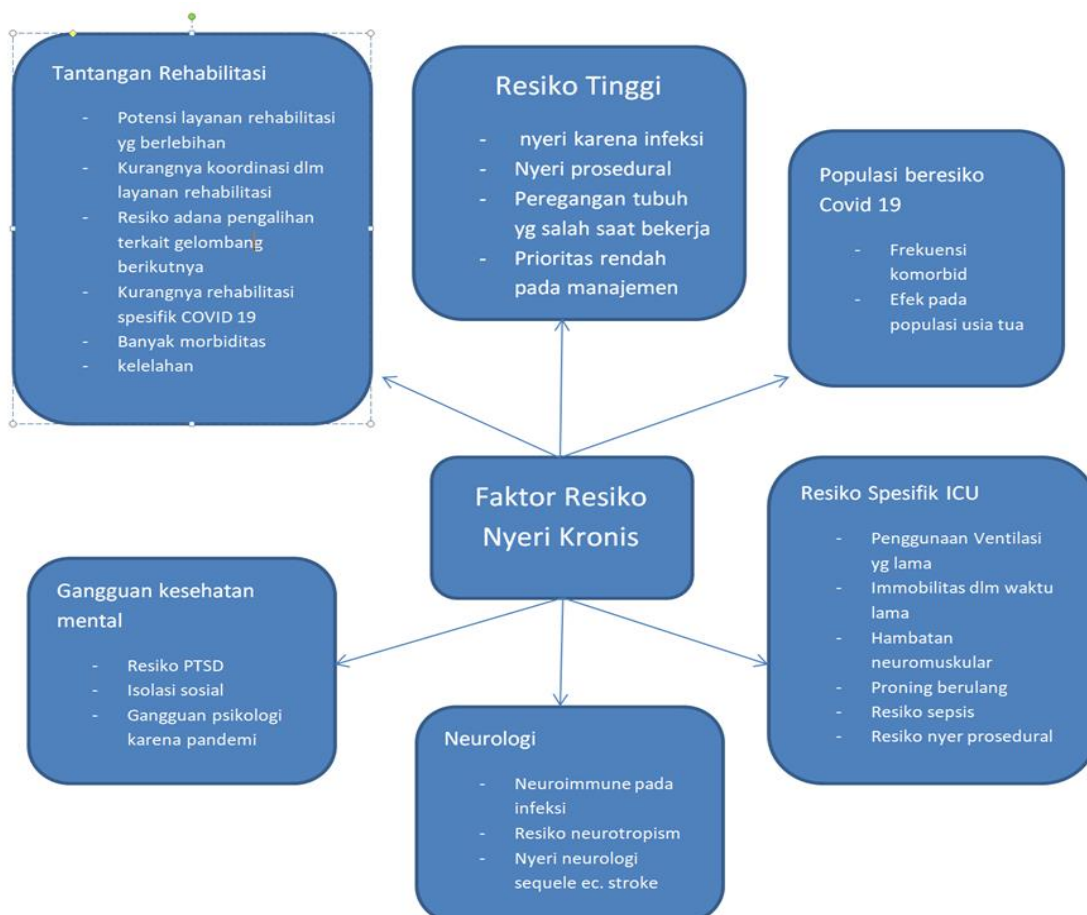 Tantangan Rehabilitasi
- Potensi layanan rehabilitasi
yg berlebihan
- Kurangnya koordinasi dlm
layanan rehabilitasi
- Resiko adana pengalihan
terkait gelombang
berikutnya
- Kurangnya rehabilitasi
spesifik COVID 19
- Banyak morbiditas
- kelelahan
Resiko Tinggi
- nyeri karena infeksi
- Nyeri prosedural
- Peregangan tubuh
yg salah saat bekerja
- Prioritas rendah
pada manajemen
Populasi beresiko
Covid 19
- Frekuensi
komorbid
- Efek pada
populasi usia tua
Faktor Resiko
Nyeri Kronis
Resiko Spesifik ICU
- Penggunaan Ventilasi
yg lama
- Immobilitas dlm waktu
lama
- Hambatan
neuromuskular
- Proning berulang
- Resiko sepsis
- Resiko nyer prosedural
Gangguan kesehatan
mental
- Resiko PTSD
- Isolasi sosial
- Gangguan psikologi
karena pandemi
Neurologi
- Neuroimmune pada
infeksi
- Resiko neurotropism
- Nyeri neurologi
sequele ec. stroke